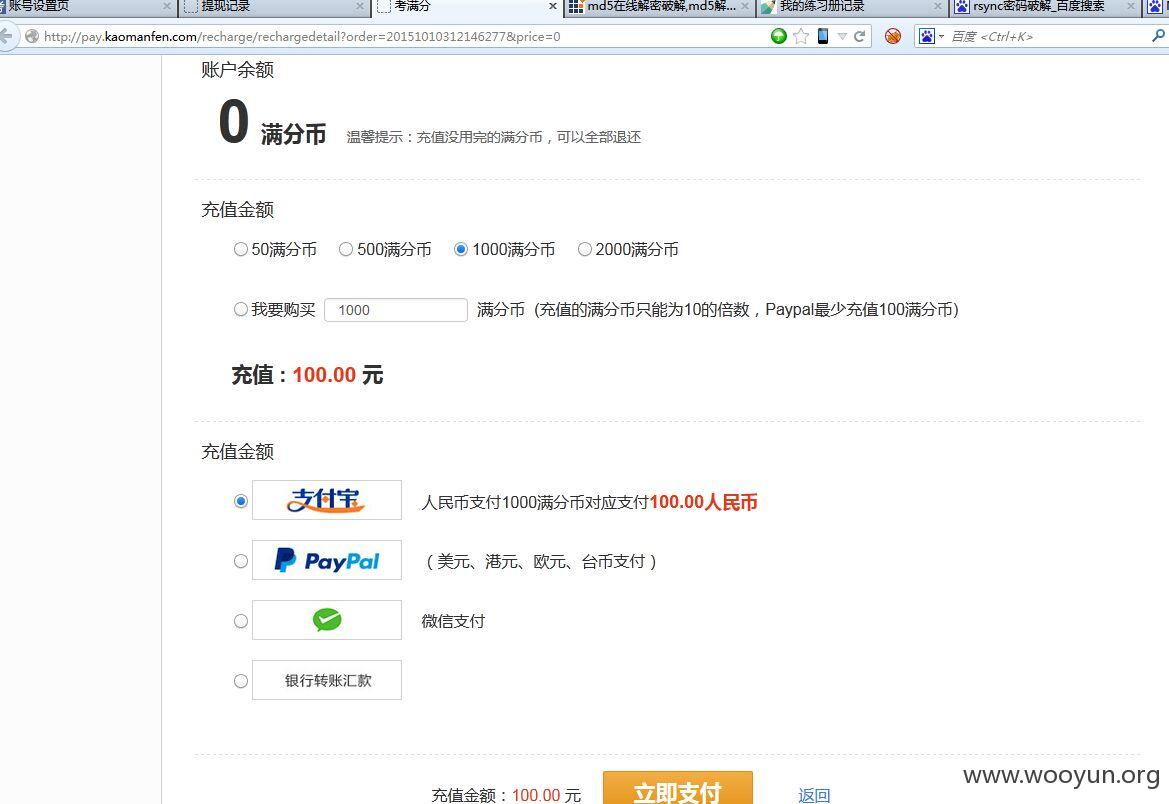 账号设置页 提现记录 考满分 md5在线解密破解,md5解... 我的练习册记录 rsync密码破解_百度搜索
http://pay.kaomanfen.com/recharge/rechargedetail?order=20151010312146277&price=0 百度 <Ctrl+K>
账户余额
0 满分币 温馨提示：充值没用完的满分币，可以全部退还
充值金额
50满分币 500满分币 1000满分币 2000满分币
我要购买 1000 满分币 (充值的满分币只能为10的倍数，Paypal最少充值100满分币)
充值：100.00 元
充值金额
支付宝 人民币支付1000满分币对应支付100.00人民币
PayPal （美元、港元、欧元、台币支付）
微信支付
银行转账汇款
www.wooyun.org
充值金额：100.00 元 立即支付 返回